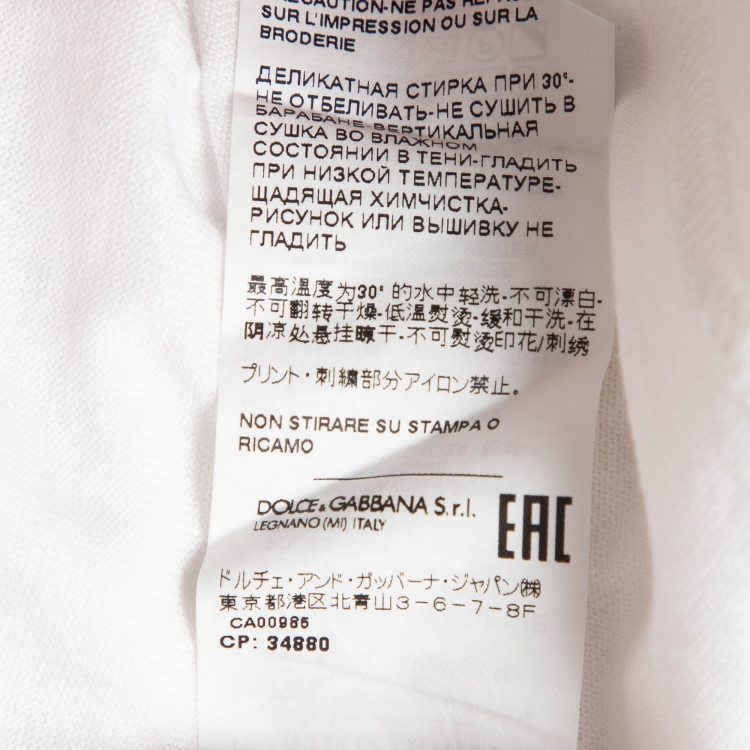 PRÉCAUTION-NE PAS REPASSER
SUR L'IMPRESSION OU SUR LA
BRODERIE
ДЕЛИКАТНАЯ СТИРКА ПРИ 30°-
НЕ ОТБЕЛИВАТЬ-НЕ СУШИТЬ В
БАРАБАНЕ-ВЕРТИКАЛЬНАЯ
СУШКА ВО ВЛАЖНОМ
СОСТОЯНИИ В ТЕНИ-ГЛАДИТЬ
ПРИ НИЗКОЙ ТЕМПЕРАТУРЕ-
ЩАДЯЩАЯ ХИМЧИСТКА-
РИСУНОК ИЛИ ВЫШИВКУ НЕ
ГЛАДИТЬ
最高温度为30° 的水中轻洗-不可漂白-
不可翻转干燥-低温熨烫-缓和干洗-在
阴凉处悬挂晾干-不可熨烫印花/刺绣
プリント・刺繍部分アイロン禁止。
NON STIRARE SU STAMPA O
RICAMO
DOLCE & GABBANA S.r.l.
LEGNANO (MI) ITALY
EAC
ドルチェ・アンド・ガッバーナ・ジャパン㈱
東京都港区北青山3-6-7-8F
CA00985
CP: 34880